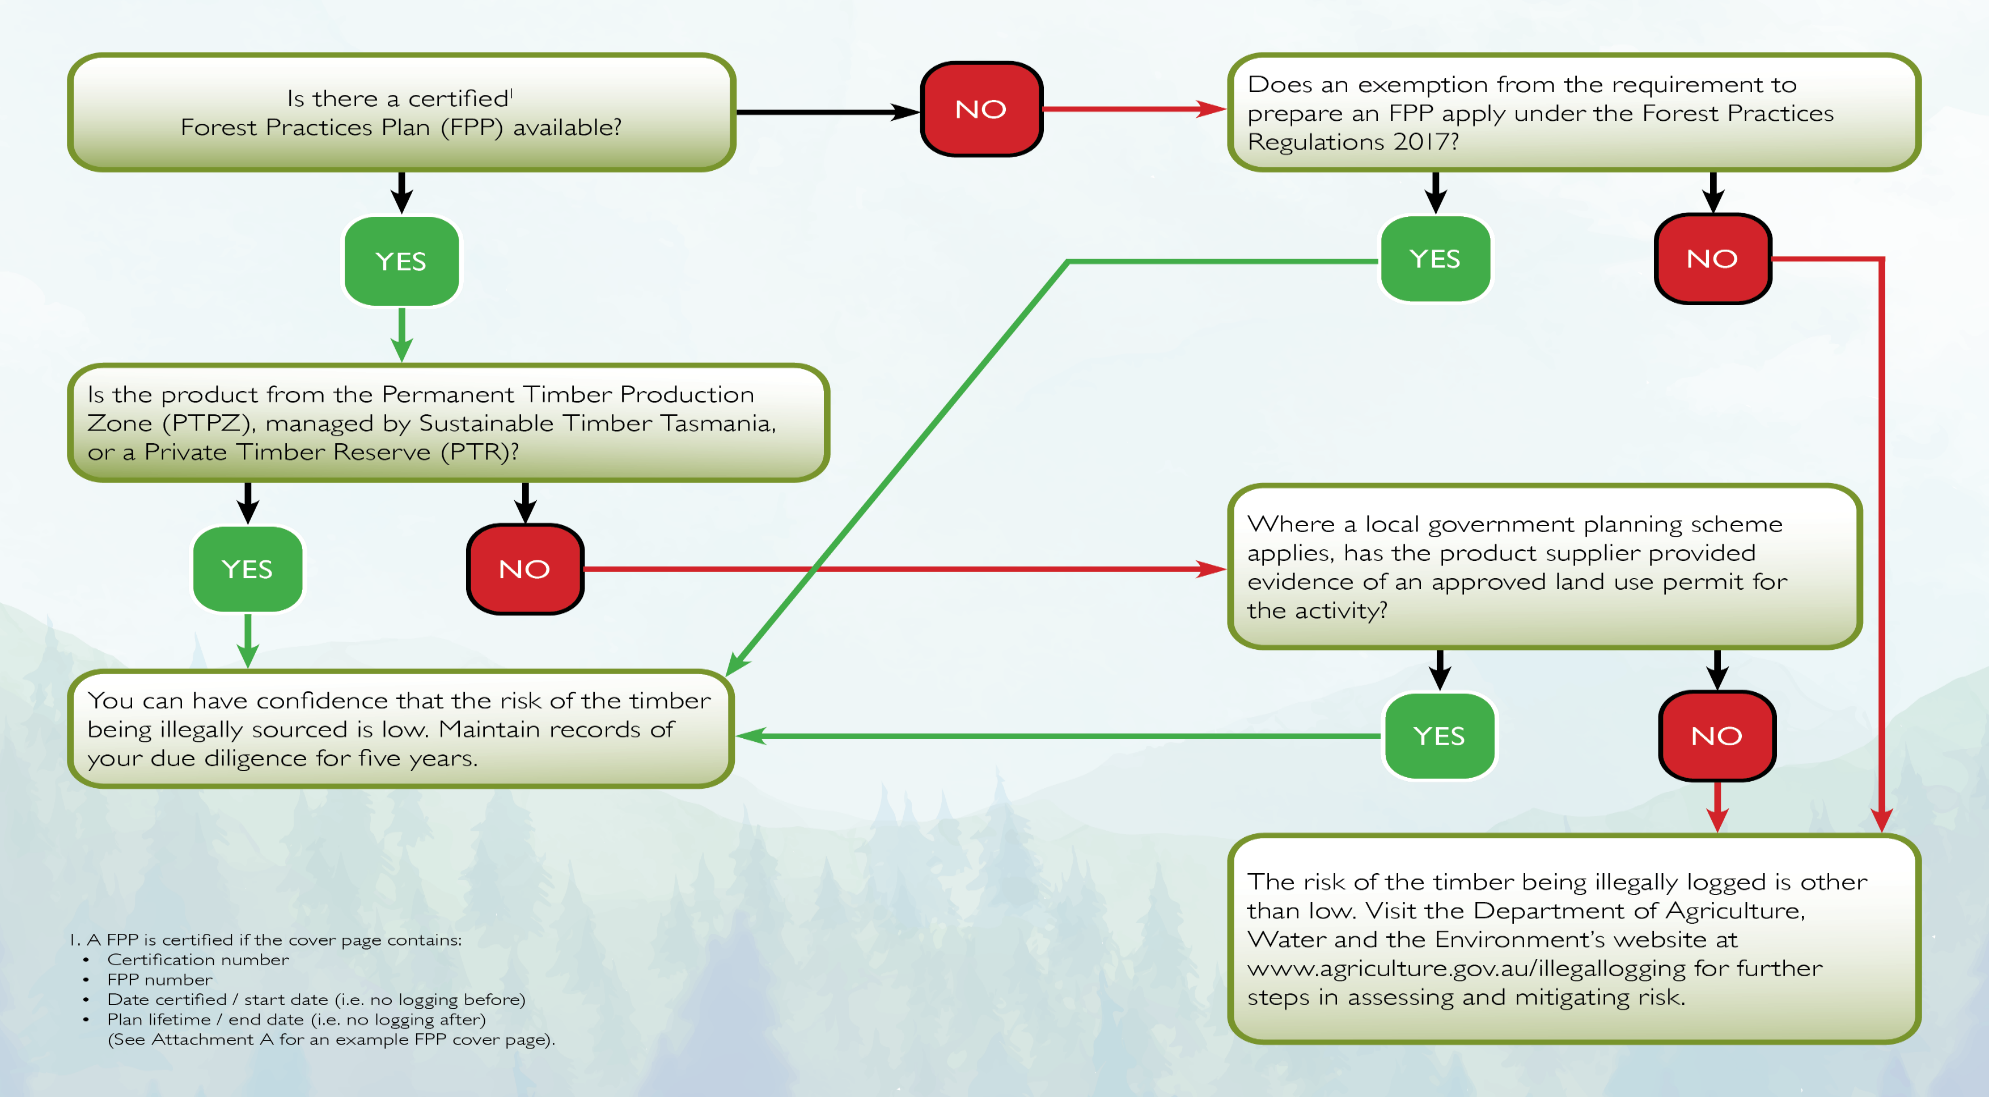 Is there a certified¹
Forest Practices Plan (FPP) available?
NO
Does an exemption from the requirement to
prepare an FPP apply under the Forest Practices
Regulations 2017?
YES
YES
NO
Is the product from the Permanent Timber Production
Zone (PTPZ), managed by Sustainable Timber Tasmania,
or a Private Timber Reserve (PTR)?
YES
NO
Where a local government planning scheme
applies, has the product supplier provided
evidence of an approved land use permit for
the activity?
You can have confidence that the risk of the timber
being illegally sourced is low. Maintain records of
your due diligence for five years.
YES
NO
The risk of the timber being illegally logged is other
than low. Visit the Department of Agriculture,
Water and the Environment's website at
www.agriculture.gov.au/illegallogging for further
steps in assessing and mitigating risk.
1. A FPP is certified if the cover page contains:
• Certification number
• FPP number
• Date certified / start date (i.e. no logging before)
• Plan lifetime / end date (i.e. no logging after)
(See Attachment A for an example FPP cover page).